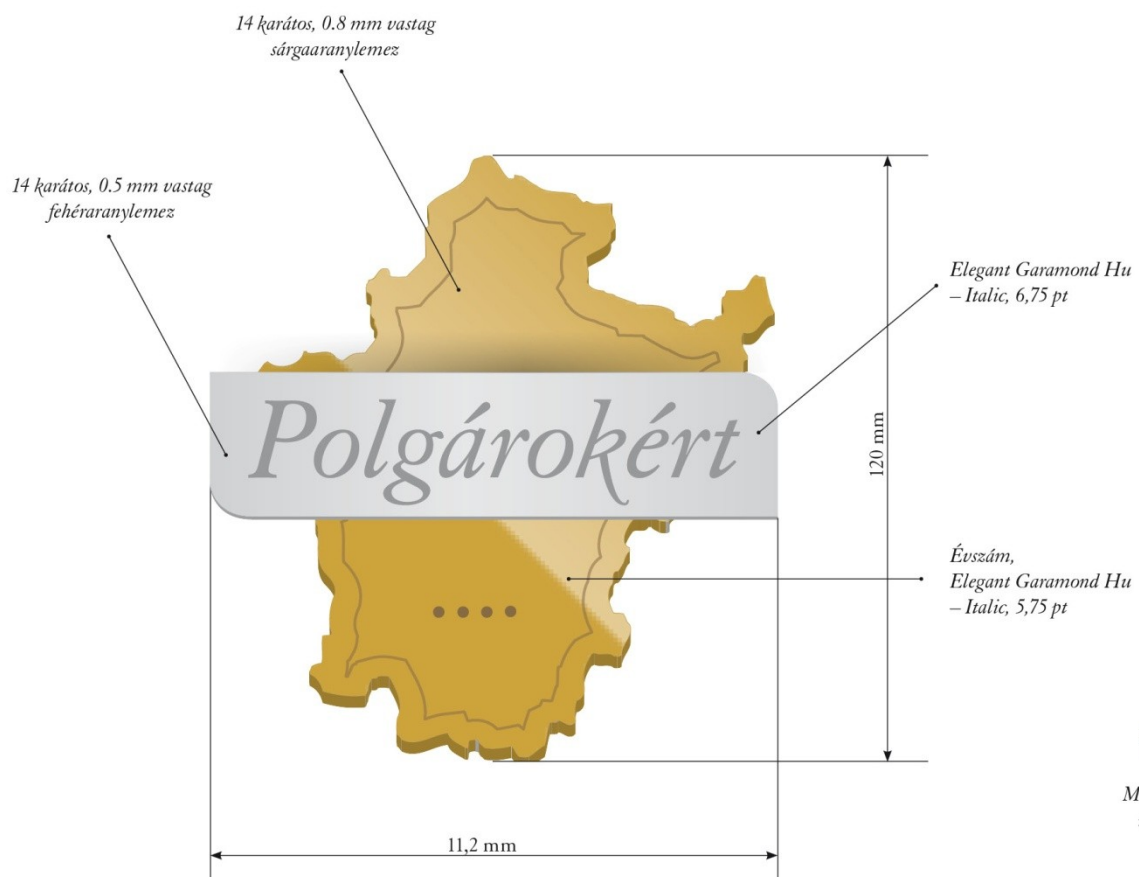 14 karátos, 0.8 mm vastag
sárgaaranylemez
14 karátos, 0.5 mm vastag
fehéraranylemez
Elegant Garamond Hu
– Italic, 6,75 pt
Polgárokért
120 mm
Évszám,
Elegant Garamond Hu
– Italic, 5,75 pt
11,2 mm